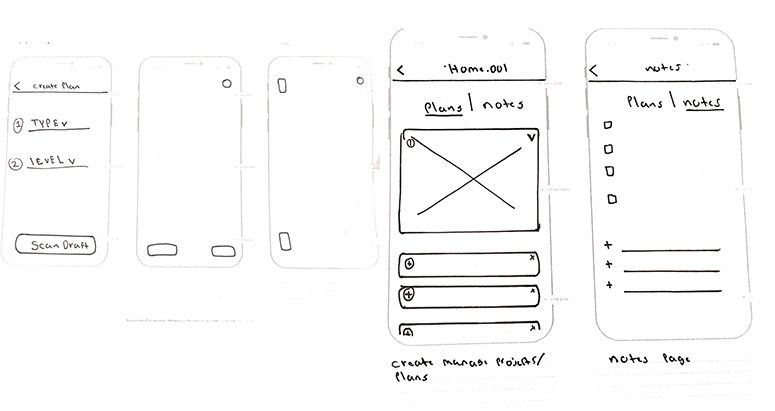 < create Plan
① TYPE v
② LEVEL v
Scan Draft
< Home.001
Plans | notes
①
create manage projects/
Plans
< notes
Plans | notes
notes page